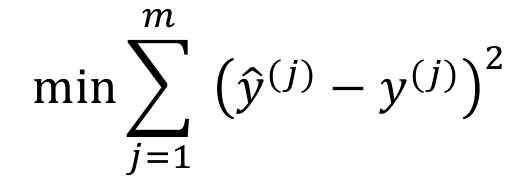 min ∑_{j=1}^{m} (ŷ^{(j)} − y^{(j)})^2